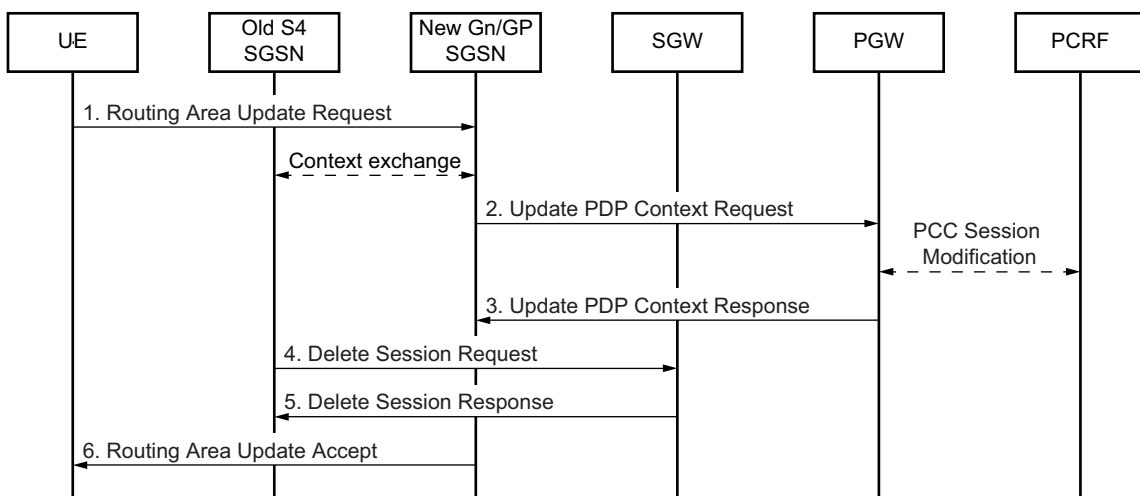 UE
Old S4
SGSN
New Gn/GP
SGSN
SGW
PGW
PCRF
1. Routing Area Update Request
Context exchange
2. Update PDP Context Request
PCC Session
Modification
3. Update PDP Context Response
4. Delete Session Request
5. Delete Session Response
6. Routing Area Update Accept